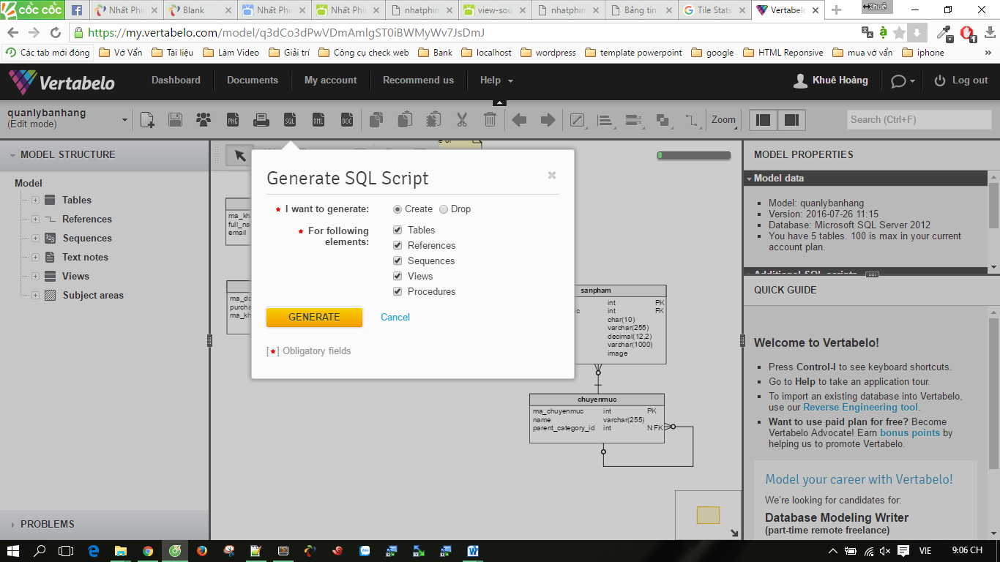 CỐC CỐC
Nhất Phi
Blank
Nhất Phi
Nhất Phi
nhatphin
view-sou
nhatphin
Bảng tin
Tile Stats
Vertabelo
Khuê
https://my.vertabelo.com/model/q3dCo3dPwVDmAmlgST0iBWMyWv7JsDmJ
Các tab mới đóng
Vớ Vẩn
Tài liệu
Làm Video
Giải trí
Công cụ check web
Bank
localhost
wordpress
template powerpoint
google
HTML Reponsive
mua vớ vẩn
iphone
Vertabelo
Dashboard
Documents
My account
Recommend us
Help
Khuê Hoàng
Log out
quanlybanhang
(Edit mode)
PNG
SQL
XML
DOC
Zoom
Search (Ctrl+F)
MODEL STRUCTURE
Model
Tables
References
Sequences
Text notes
Views
Subject areas
PROBLEMS
ma_kh
full_na
email
ma_do
purcha
ma_kh
Generate SQL Script
I want to generate:
Create
Drop
For following
elements:
Tables
References
Sequences
Views
Procedures
GENERATE
Cancel
[★] Obligatory fields
sanpham
int PK
c int FK
char(10)
varchar(255)
decimal(12,2)
varchar(1000)
image
chuyenmuc
ma_chuyenmuc int PK
name varchar(255)
parent_category_id int N FK
MODEL PROPERTIES
Model data
Model: quanlybanhang
Version: 2016-07-26 11:15
Database: Microsoft SQL Server 2012
You have 5 tables. 100 is max in your current
account plan.
Additional SQL scripts
QUICK GUIDE
Welcome to Vertabelo!
Press Control-I to see keyboard shortcuts.
Go to Help to take an application tour.
To import an existing database into Vertabelo,
use our Reverse Engineering tool.
Want to use paid plan for free? Become
Vertabelo Advocate! Earn bonus points by
helping us to promote Vertabelo.
Model your career with Vertabelo!
We're looking for candidates for:
Database Modeling Writer
(part-time remote freelance)
VIE
9:06 CH